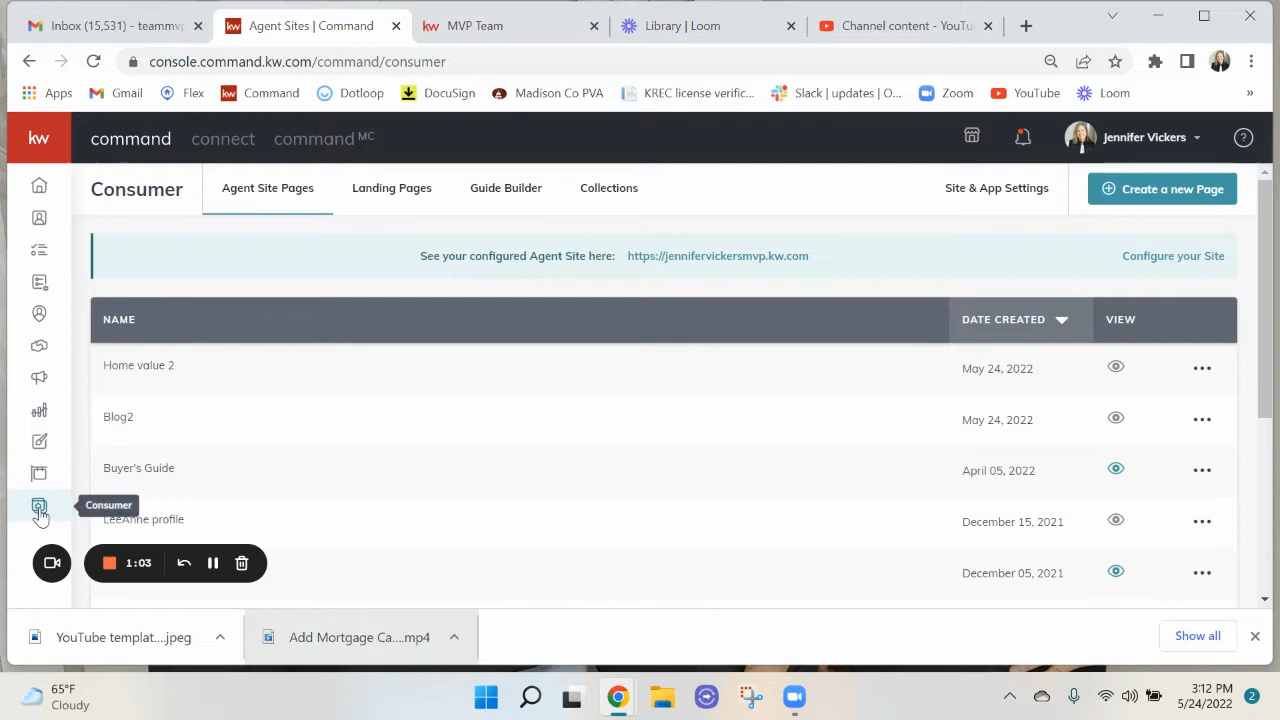 Inbox (15,531) - teammvp
Agent Sites | Command
kw MVP Team
Library | Loom
Channel content - YouTu
console.command.kw.com/command/consumer
Apps
Gmail
Flex
kw Command
Dotloop
DocuSign
Madison Co PVA
KREC license verific...
Slack | updates | O...
Zoom
YouTube
Loom
»
kw
command
connect
command MC
Jennifer Vickers
Consumer
Agent Site Pages
Landing Pages
Guide Builder
Collections
Site & App Settings
Create a new Page
See your configured Agent Site here: https://jennifervickersmvp.kw.com
Configure your Site
NAME
DATE CREATED
VIEW
Home value 2
May 24, 2022
Blog2
May 24, 2022
Buyer's Guide
April 05, 2022
Consumer
LeeAnne profile
December 15, 2021
1:03
December 05, 2021
YouTube templat....jpeg
Add Mortgage Ca....mp4
Show all
65°F
Cloudy
3:12 PM
5/24/2022
2